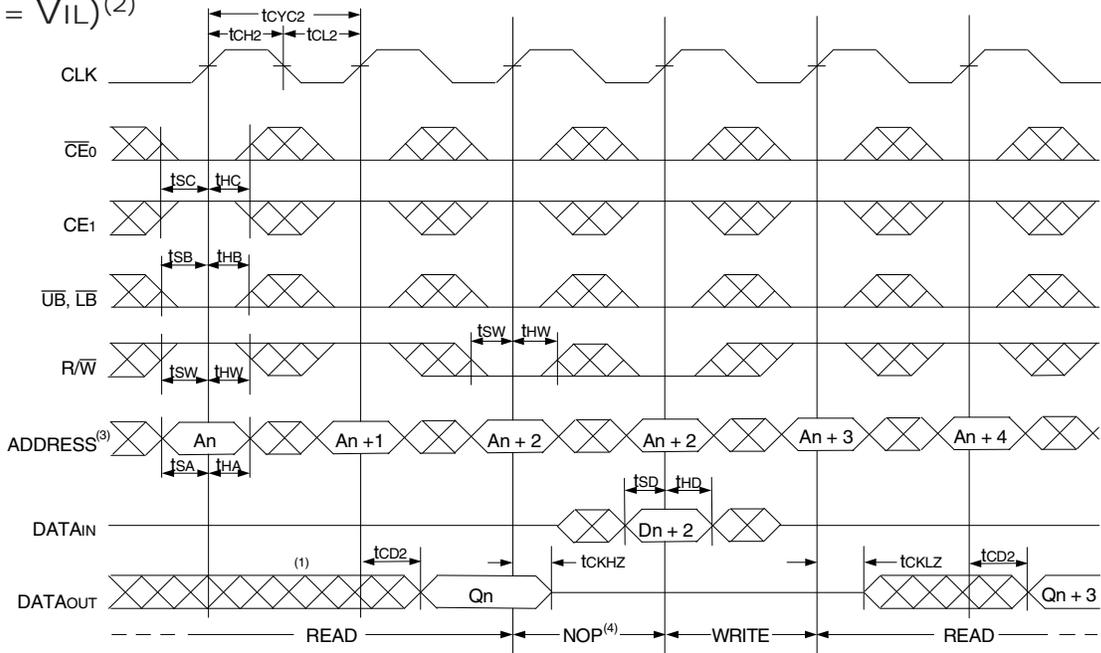 = VIL)(2)
tCYC2
tCH2 tCL2
CLK
CE0
tSC tHC
CE1
tSB tHB
UB, LB
tSW tHW
R/W
tSW tHW
ADDRESS(3) An An +1 An + 2 An + 2 An + 3 An + 4
tSA tHA
tSD tHD
DATAIN Dn + 2
(1) tCD2 tCKHZ tCKLZ tCD2
DATAOUT Qn Qn + 3
READ NOP(4) WRITE READ